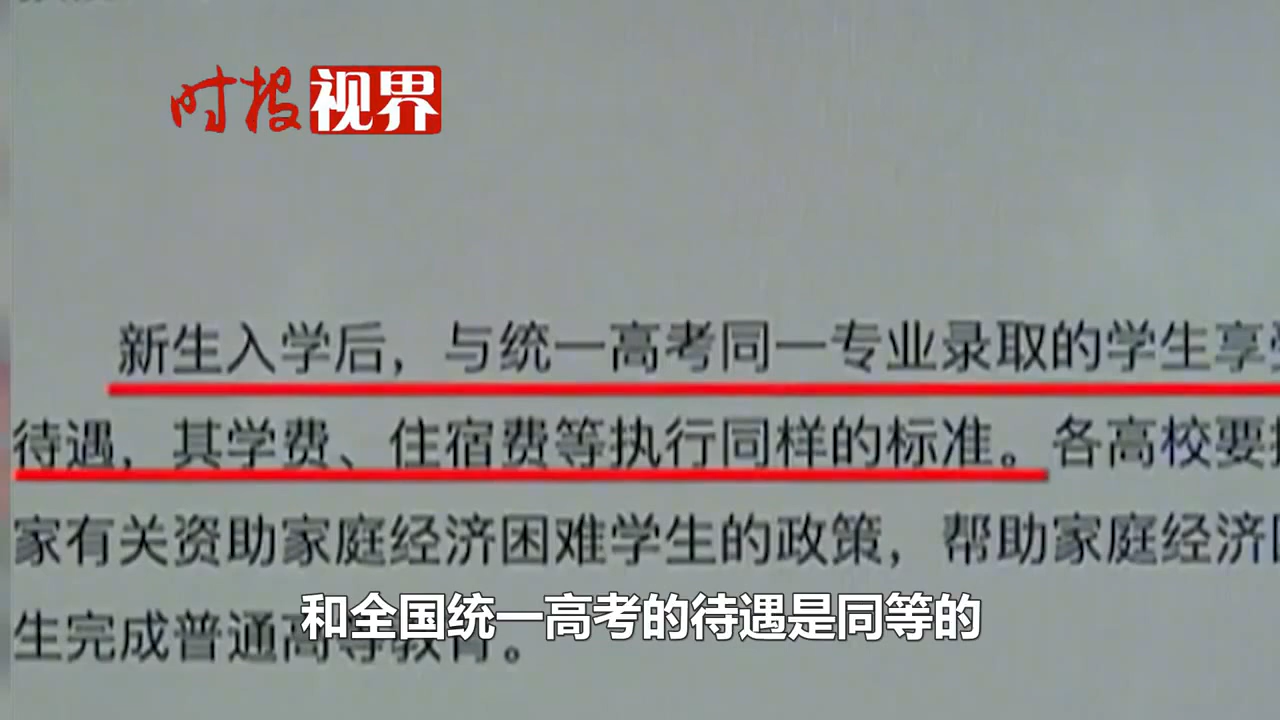 时报视界
新生入学后，与统一高考同一专业录取的学生享
待遇，其学费、住宿费等执行同样的标准。各高校要
家有关资助家庭经济困难学生的政策，帮助家庭经济
生完成普通高等教育。
和全国统一高考的待遇是同等的